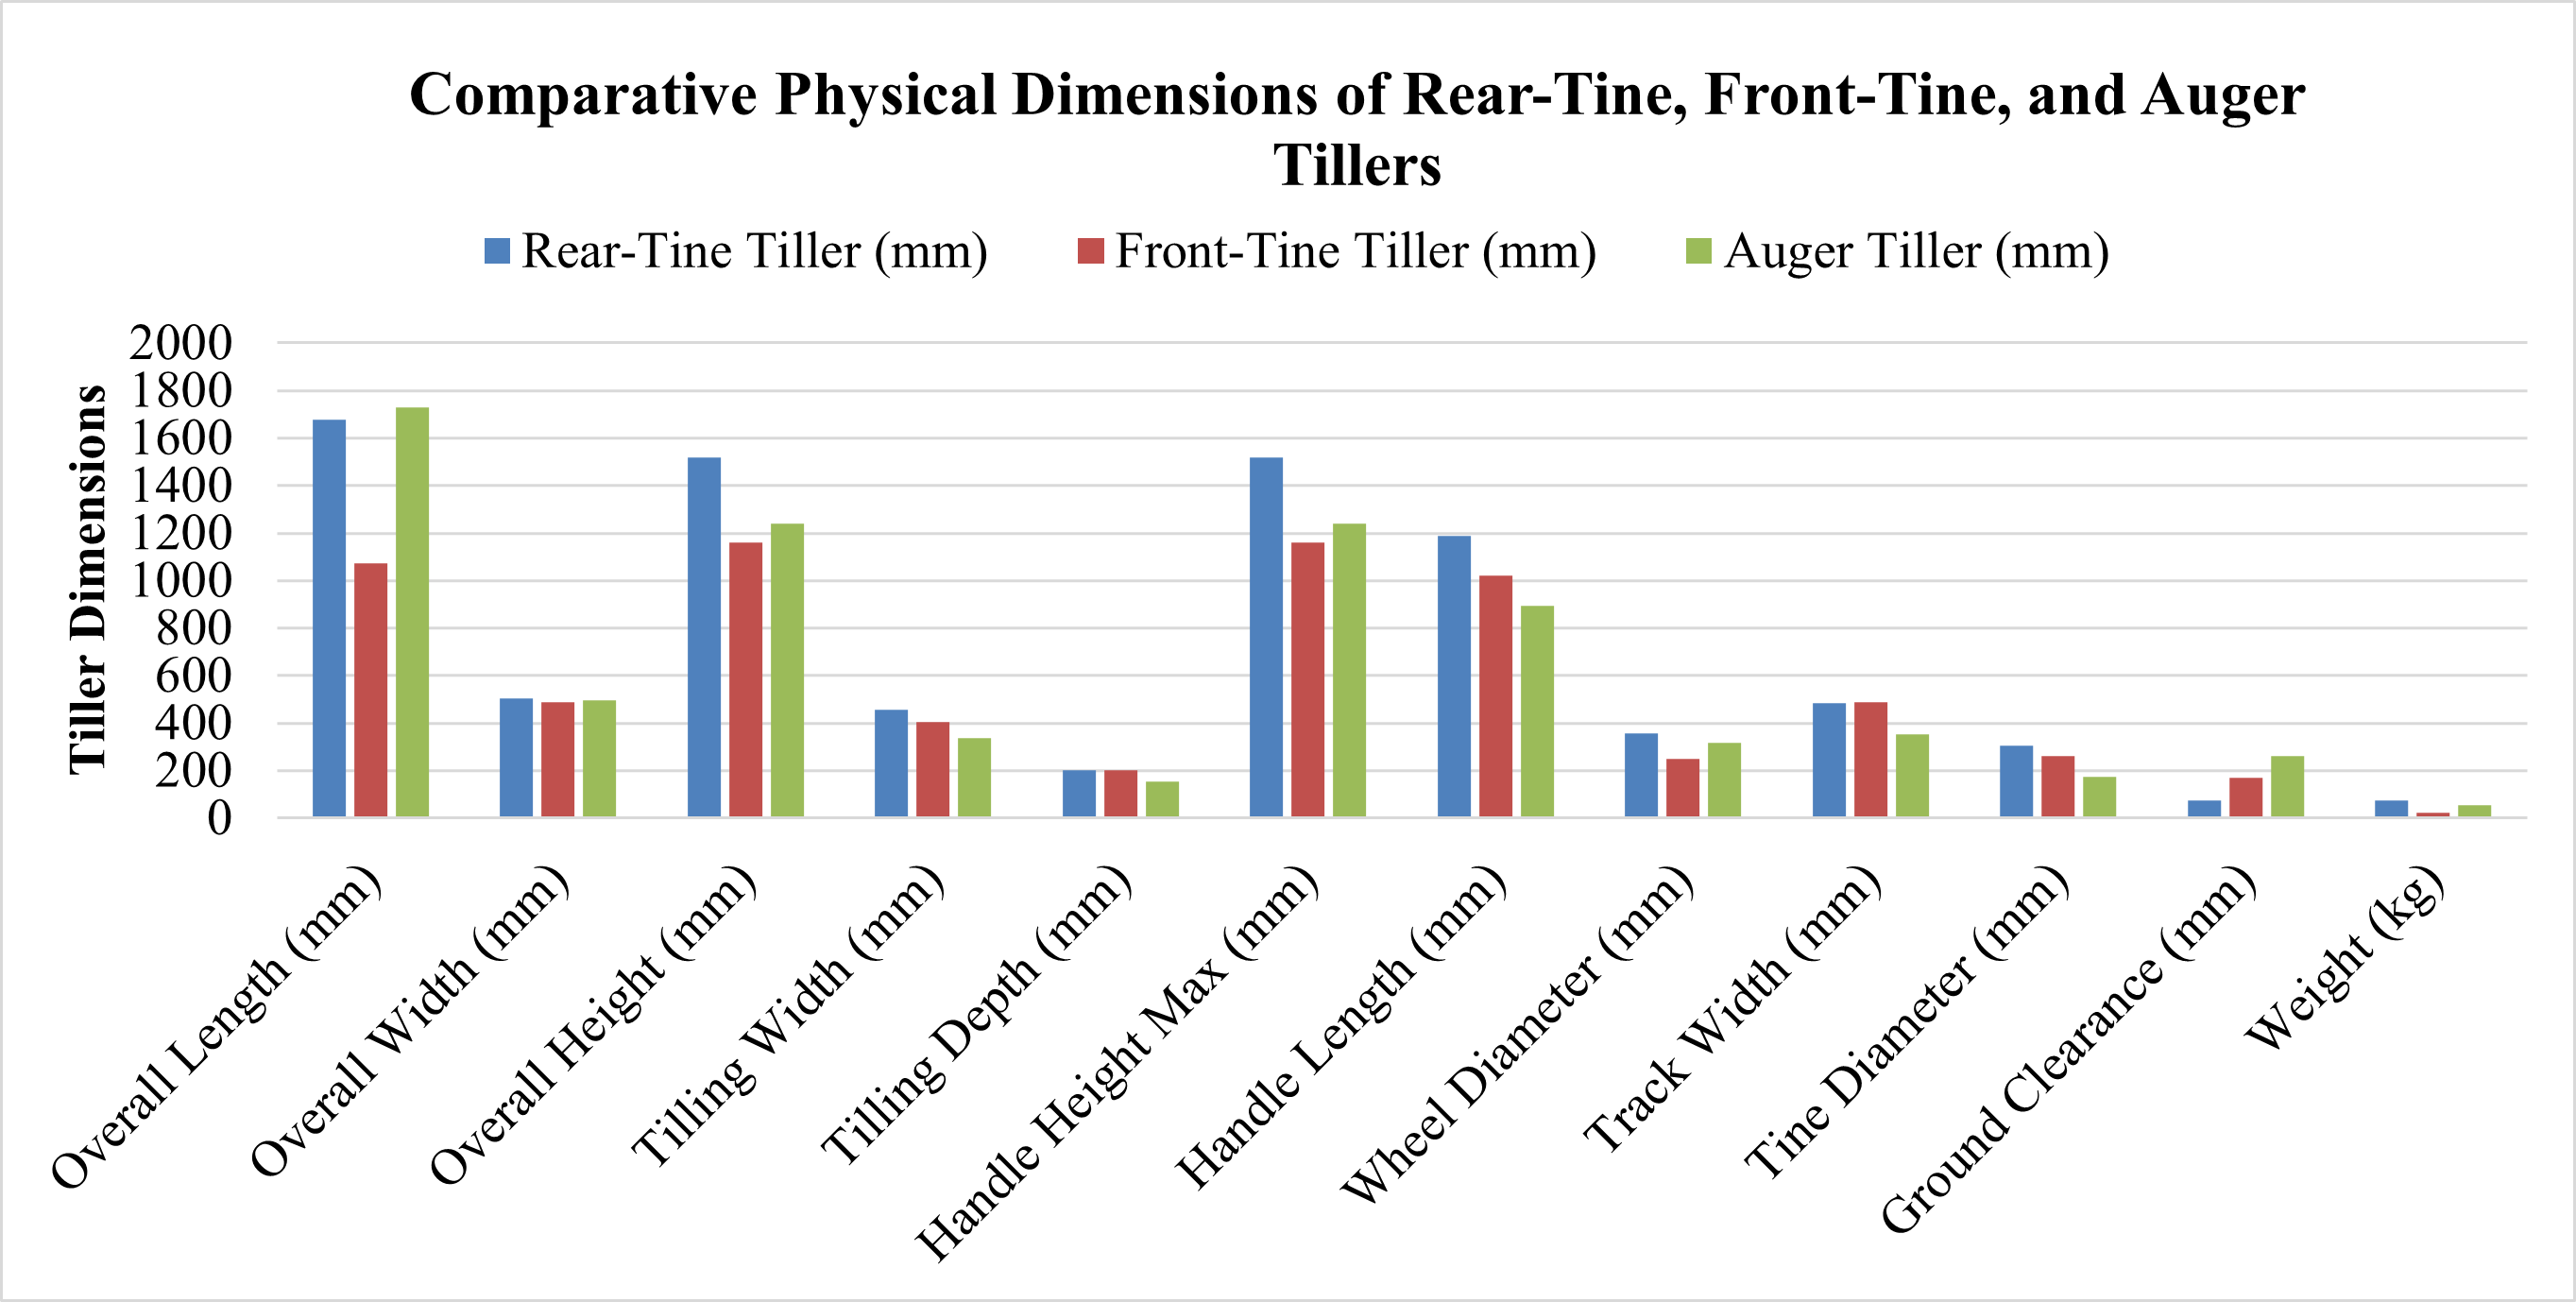 Comparative Physical Dimensions of Rear-Tine, Front-Tine, and Auger
Tillers
Rear-Tine Tiller (mm)
Front-Tine Tiller (mm)
Auger Tiller (mm)
Tiller Dimensions
2000
1800
1600
1400
1200
1000
800
600
400
200
0
Overall Length (mm)
Overall Width (mm)
Overall Height (mm)
Tilling Width (mm)
Tilling Depth (mm)
Handle Height Max (mm)
Handle Length (mm)
Wheel Diameter (mm)
Track Width (mm)
Tine Diameter (mm)
Ground Clearance (mm)
Weight (kg)